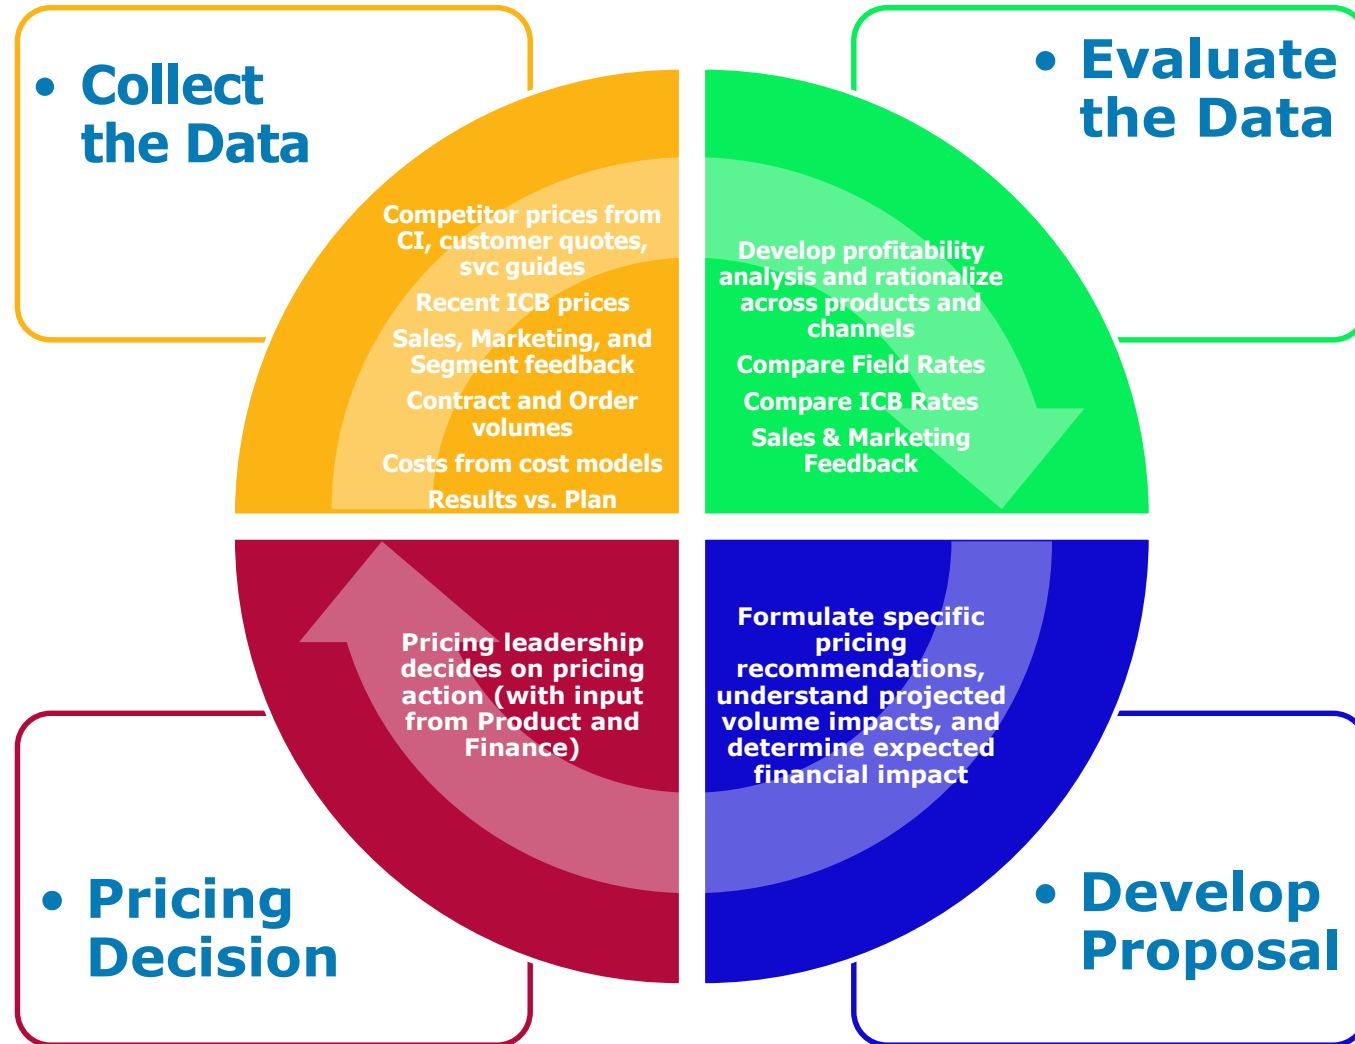 • Collect
the Data
• Evaluate
the Data
Competitor prices from
CI, customer quotes,
svc guides
Recent ICB prices
Sales, Marketing, and
Segment feedback
Contract and Order
volumes
Costs from cost models
Results vs. Plan
Develop profitability
analysis and rationalize
across products and
channels
Compare Field Rates
Compare ICB Rates
Sales & Marketing
Feedback
Pricing leadership
decides on pricing
action (with input
from Product and
Finance)
Formulate specific
pricing
recommendations,
understand projected
volume impacts, and
determine expected
financial impact
• Pricing
Decision
• Develop
Proposal